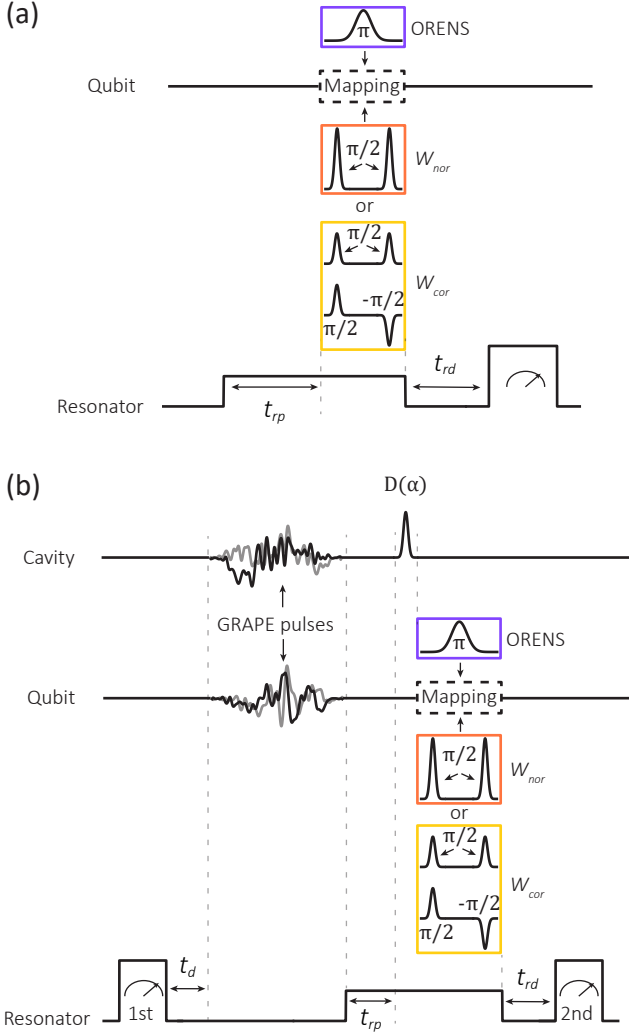 (a)
π
ORENS
Qubit
Mapping
π/2
W_nor
or
π/2
W_cor
-π/2
π/2
t_rd
Resonator
t_rp
(b)
D(α)
Cavity
GRAPE pulses
π
ORENS
Qubit
Mapping
π/2
W_nor
or
π/2
W_cor
-π/2
π/2
t_d
t_rd
Resonator
1st
t_rp
2nd